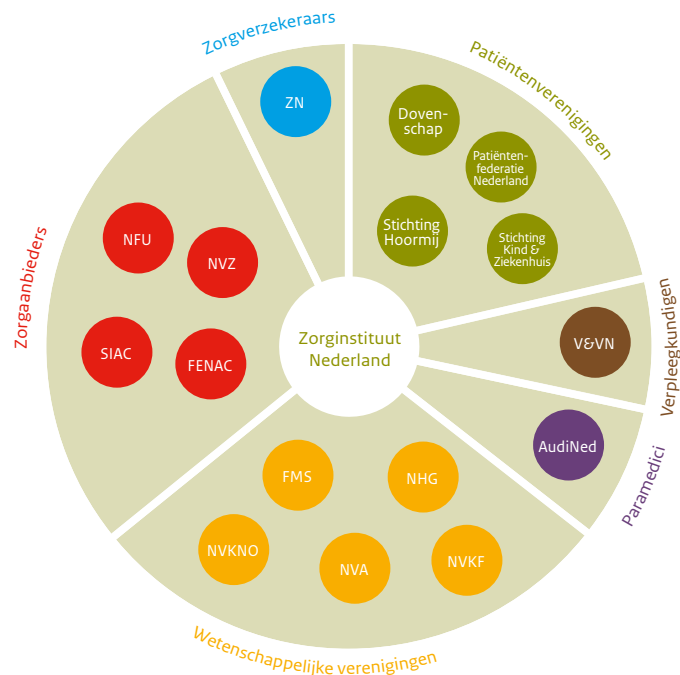 Zorgverzekeraars
ZN
Patiëntenverenigingen
Doven-
schap
Patiënten-
federatie
Nederland
Stichting
Hoormij
Stichting
Kind &
Ziekenhuis
Verpleegkundigen
V&VN
Paramedici
AudiNed
Wetenschappelijke verenigingen
FMS
NHG
NVKNO
NVA
NVKF
Zorgaanbieders
NFU
NVZ
SIAC
FENAC
Zorginstituut
Nederland